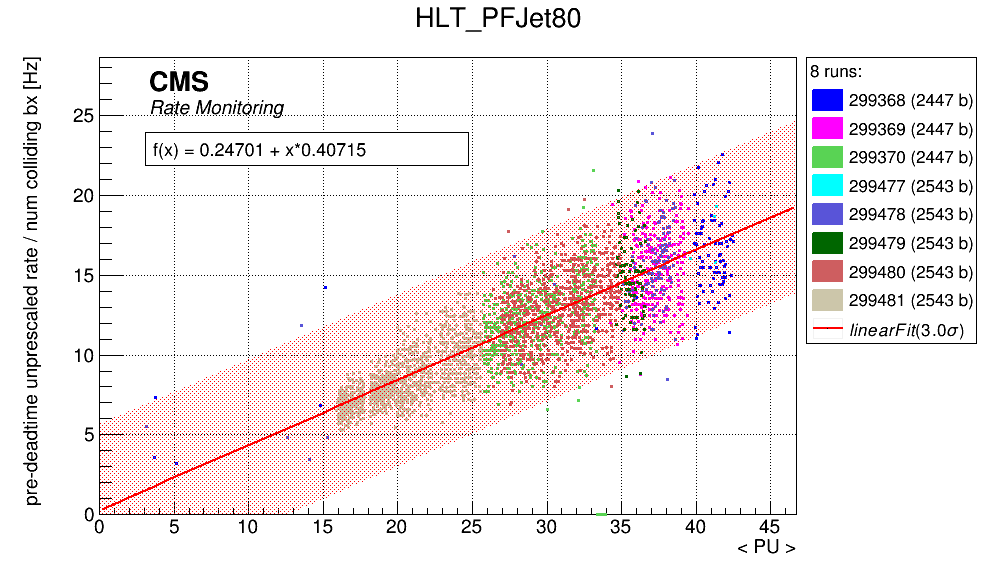 HLT_PFJet80
pre-deadtime unprescaled rate / num colliding bx [Hz]
CMS
Rate Monitoring
f(x) = 0.24701 + x*0.40715
25
20
15
10
5
0
0 5 10 15 20 25 30 35 40 45
< PU >
8 runs:
299368 (2447 b)
299369 (2447 b)
299370 (2447 b)
299477 (2543 b)
299478 (2543 b)
299479 (2543 b)
299480 (2543 b)
299481 (2543 b)
linearFit(3.0σ)